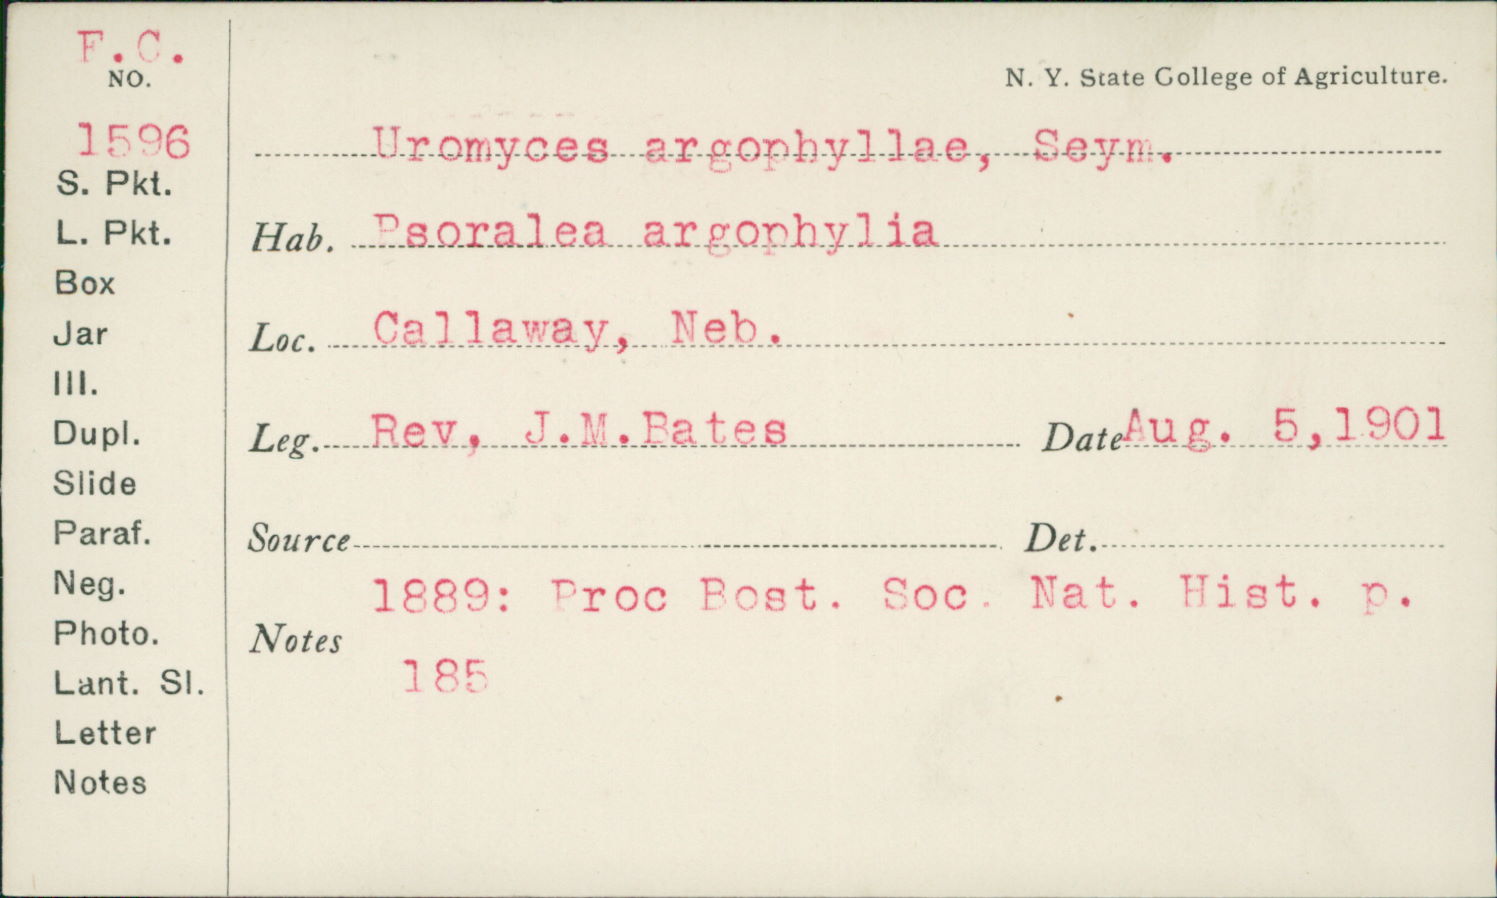 F.C.
NO.
1596
S. Pkt.
L. Pkt.
Box
Jar
Ill.
Dupl.
Slide
Paraf.
Neg.
Photo.
Lant. Sl.
Letter
Notes
N. Y. State College of Agriculture.
Uromyces argophyllae, Seym.
Hab. Psoralea argophylia
Loc. Callaway, Neb.
Leg. Rev, J.M.Bates Date Aug. 5,1901
Source Det.
1889: Proc Bost. Soc. Nat. Hist. p.
Notes
185